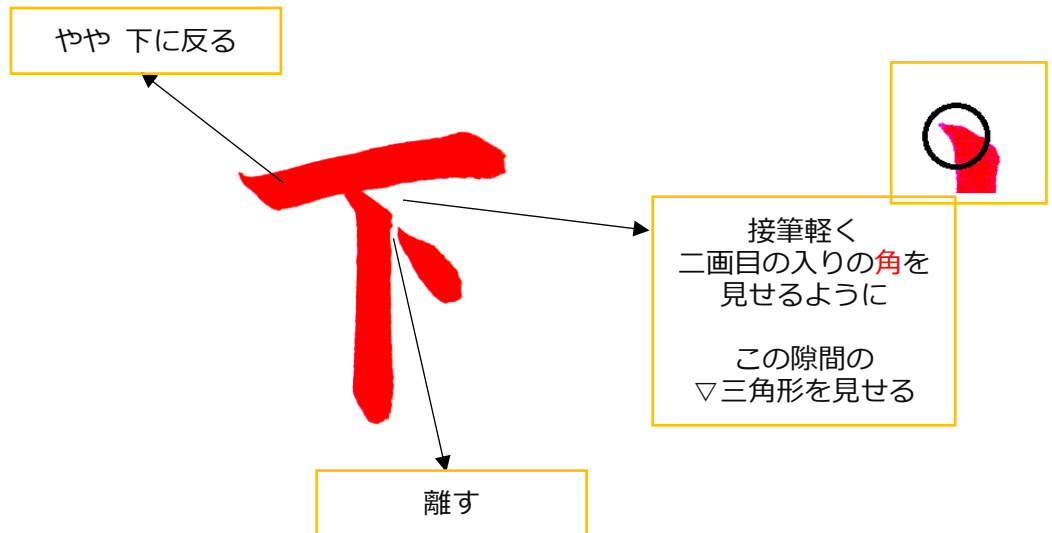 やや 下に反る
下
接筆軽く
二画目の入りの角を
見せるように
この隙間の
▽三角形を見せる
離す